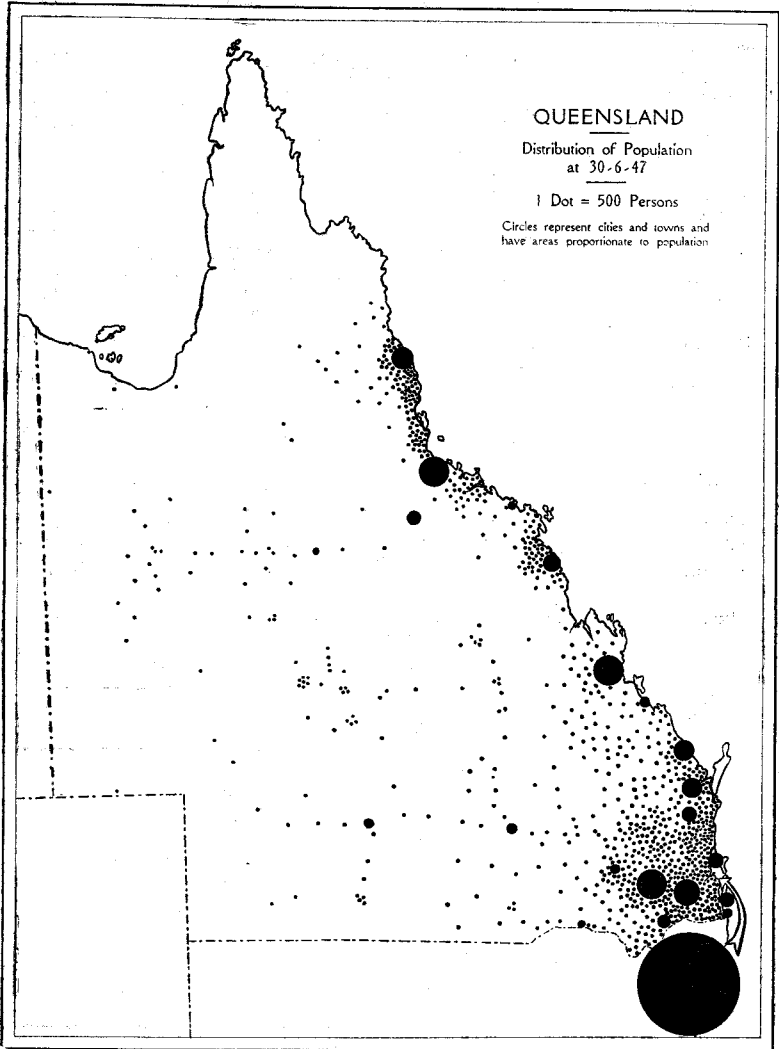 QUEENSLAND
Distribution of Population
at 30-6-47
1 Dot = 500 Persons
Circles represent cities and towns and
have areas proportionate to population